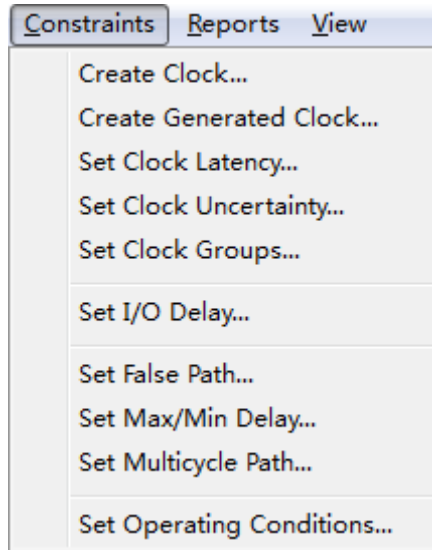 Constraints Reports View
Create Clock...
Create Generated Clock...
Set Clock Latency...
Set Clock Uncertainty...
Set Clock Groups...
Set I/O Delay...
Set False Path...
Set Max/Min Delay...
Set Multicycle Path...
Set Operating Conditions...